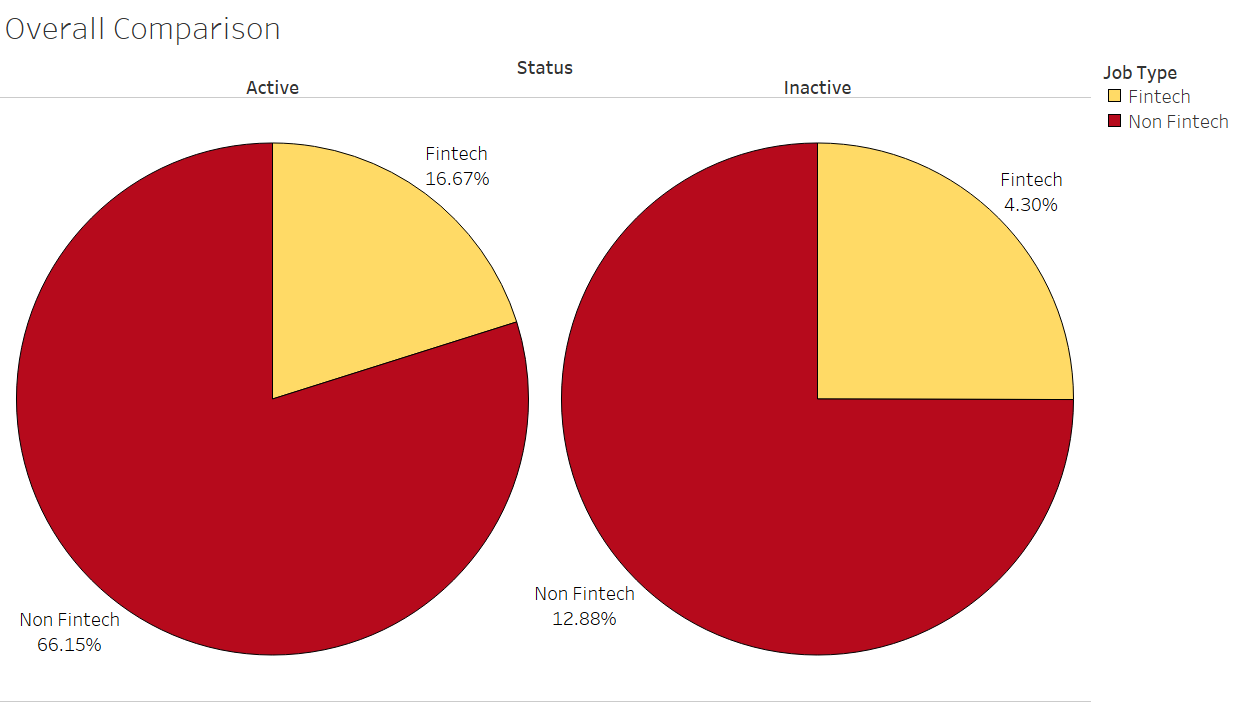 Overall Comparison
Status
Active
Inactive
Fintech
16.67%
Non Fintech
66.15%
Fintech
4.30%
Non Fintech
12.88%
Job Type
Fintech
Non Fintech